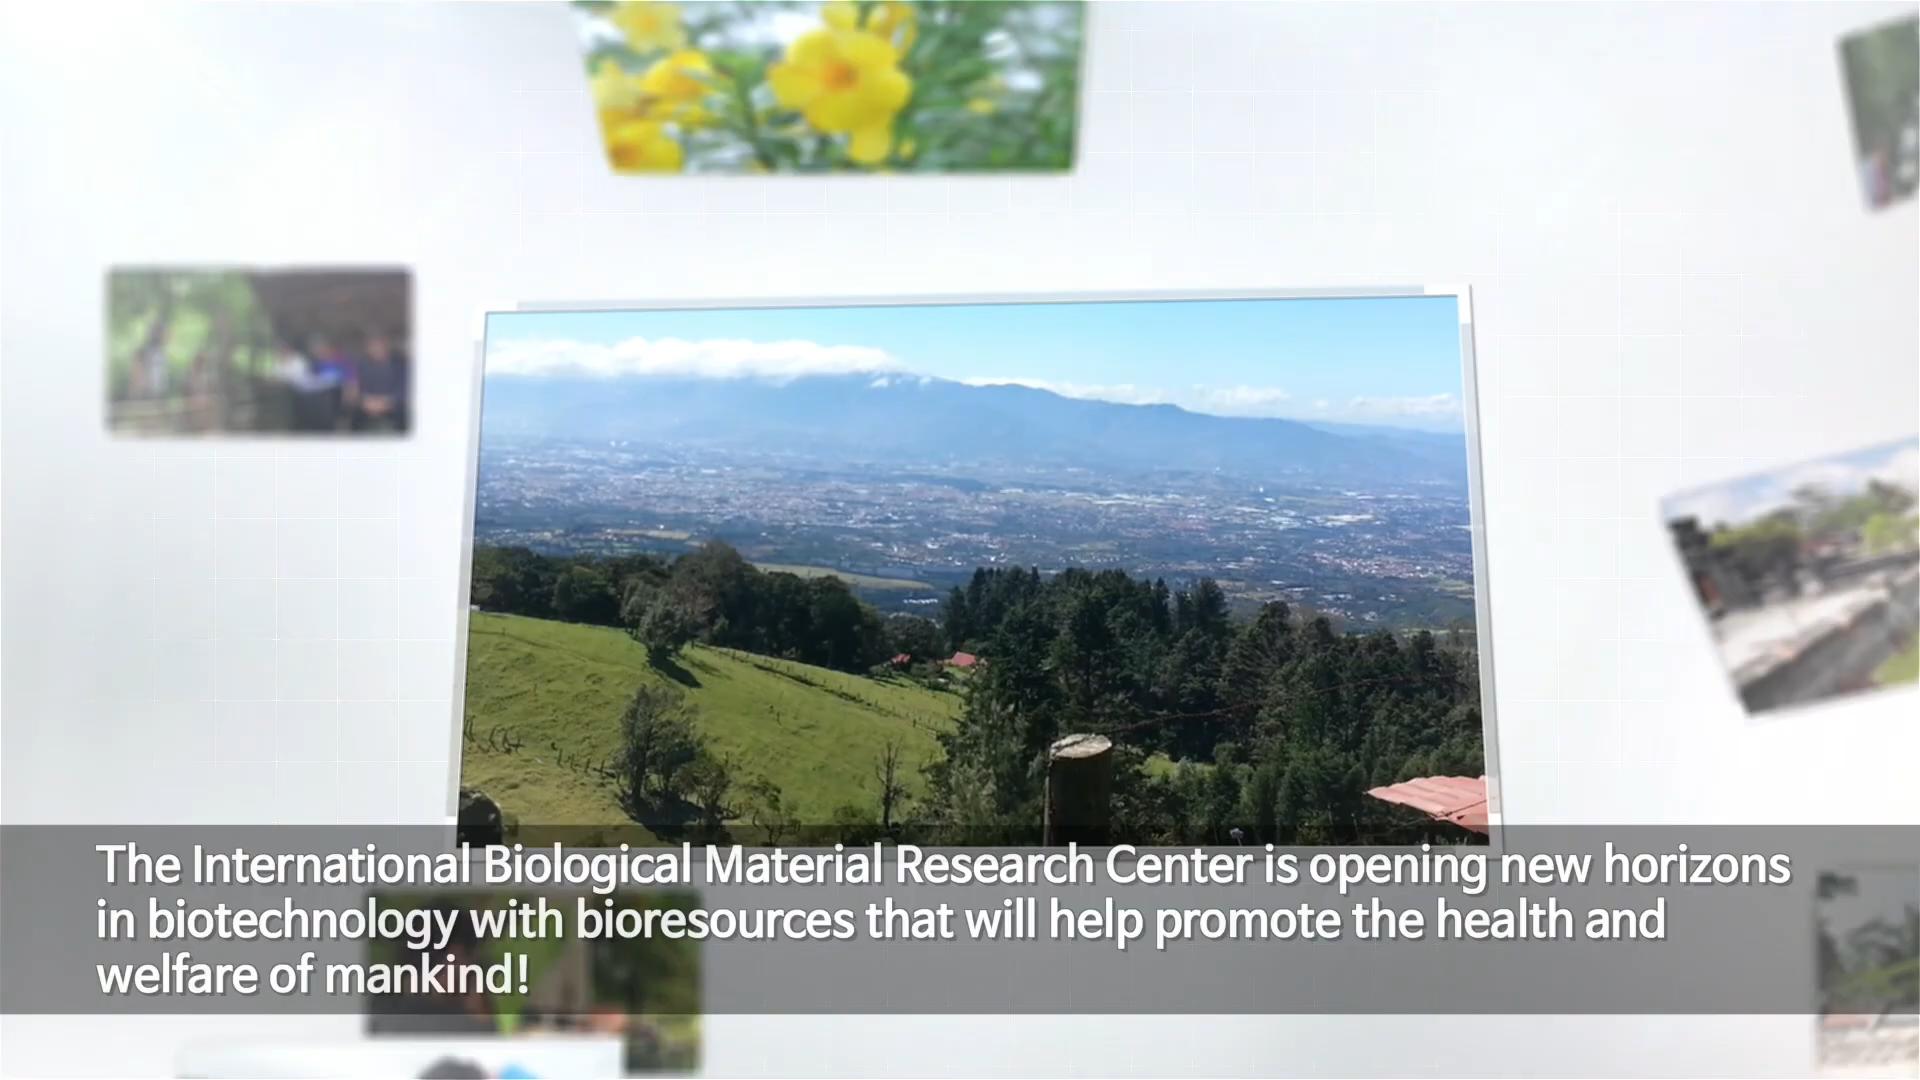 The International Biological Material Research Center is opening new horizons
in biotechnology with bioresources that will help promote the health and
welfare of mankind!